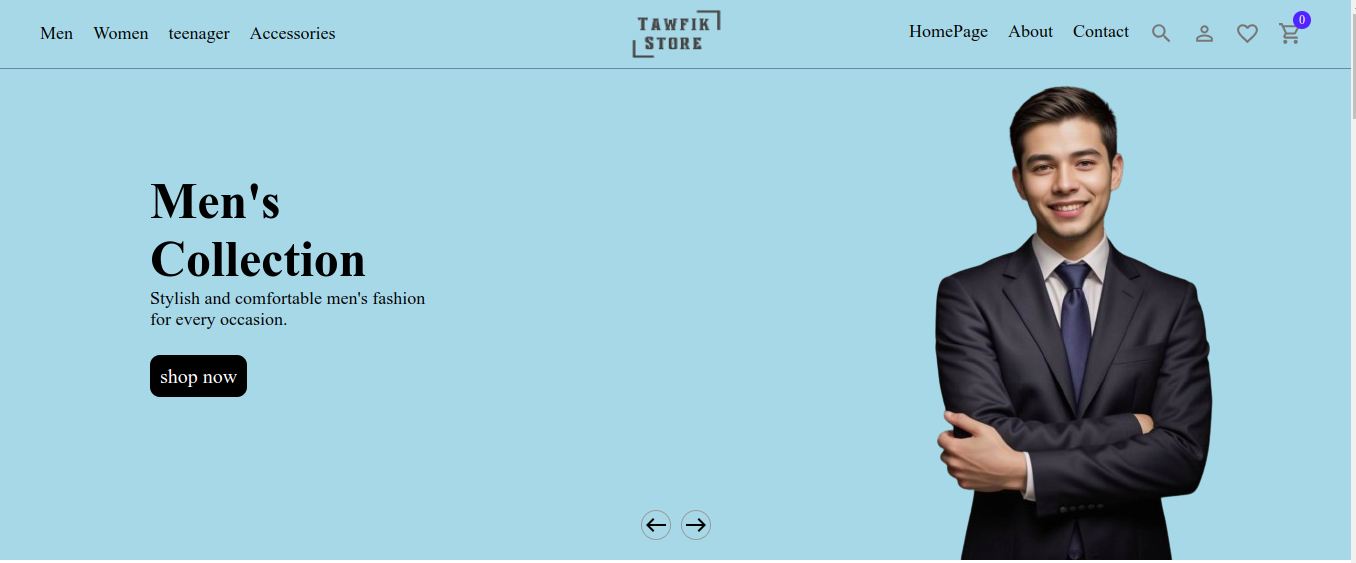 Men Women teenager Accessories
TAWFIK
STORE
HomePage About Contact
0
Men's
Collection
Stylish and comfortable men's fashion
for every occasion.
shop now